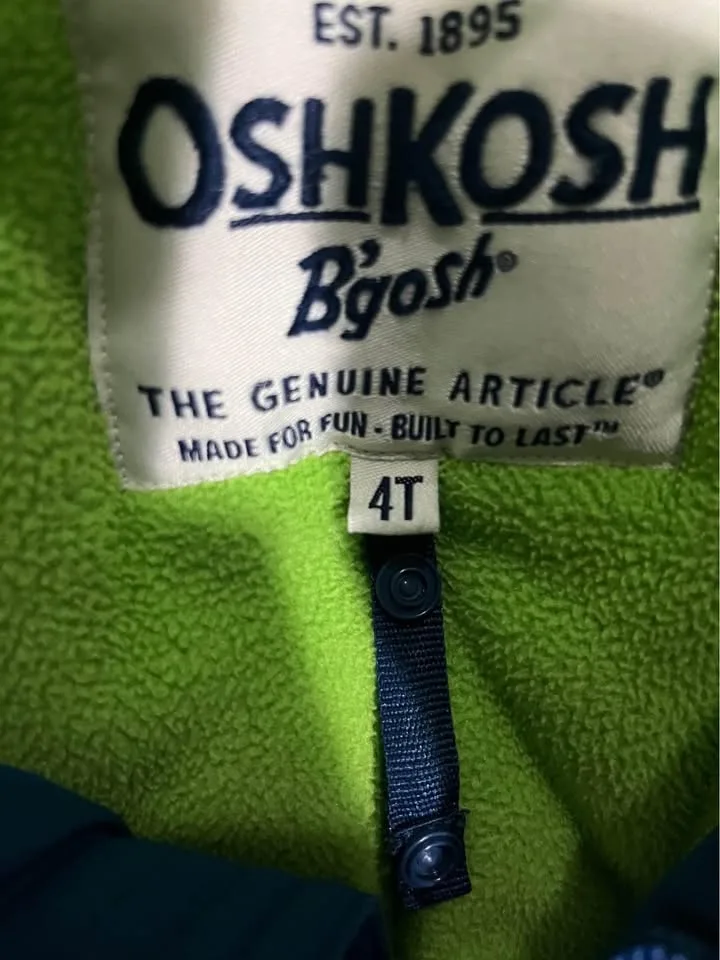 EST. 1895
OSHKOSH
B'gosh®
THE GENUINE ARTICLE®
MADE FOR FUN - BUILT TO LAST™
4T